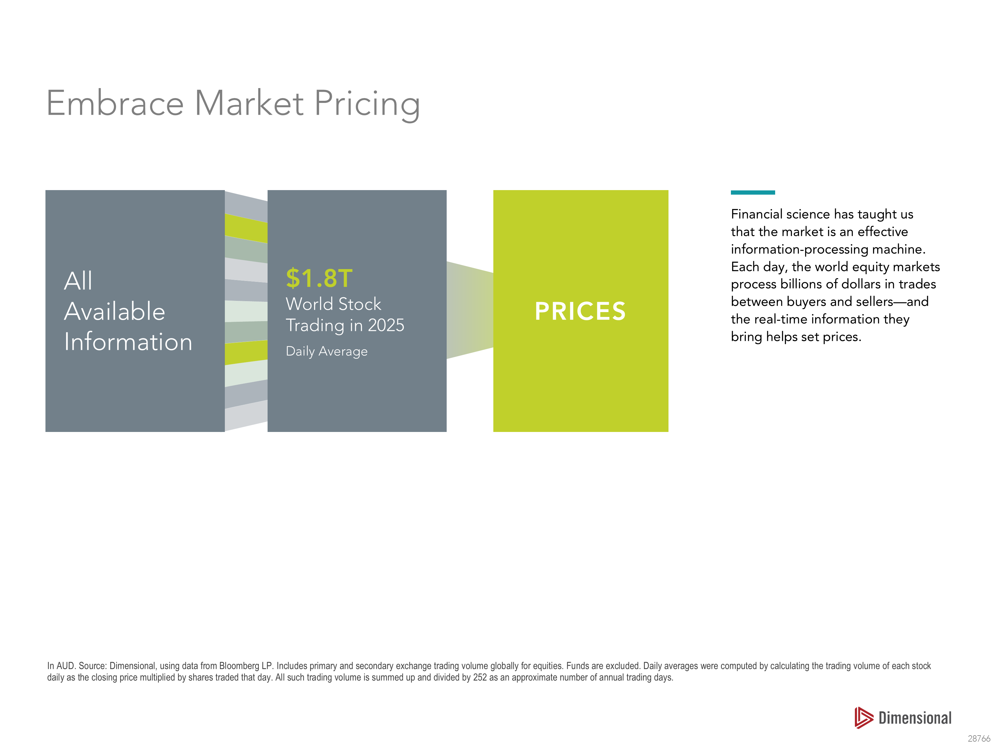 Embrace Market Pricing
All
Available
Information
$1.8T
World Stock
Trading in 2025
Daily Average
PRICES
Financial science has taught us
that the market is an effective
information-processing machine.
Each day, the world equity markets
process billions of dollars in trades
between buyers and sellers—and
the real-time information they
bring helps set prices.
In AUD. Source: Dimensional, using data from Bloomberg LP. Includes primary and secondary exchange trading volume globally for equities. Funds are excluded. Daily averages were computed by calculating the trading volume of each stock
daily as the closing price multiplied by shares traded that day. All such trading volume is summed up and divided by 252 as an approximate number of annual trading days.
Dimensional
28766